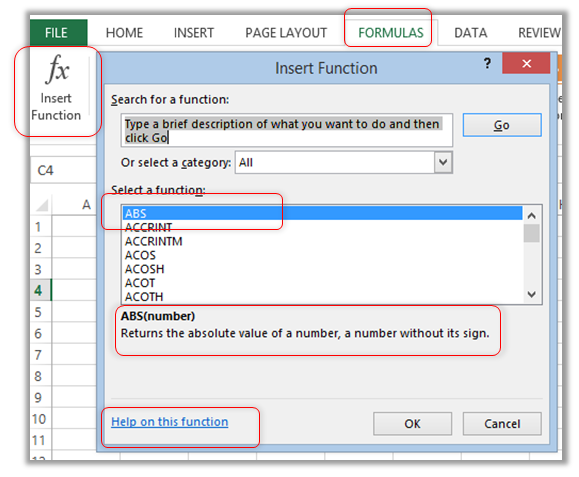 FILE HOME INSERT PAGE LAYOUT FORMULAS DATA REVIEW
fx
Insert
Function
Insert Function
?
Search for a function:
Type a brief description of what you want to do and then
click Go
Go
Or select a category: All
Select a function:
ABS
ACCRINT
ACCRINTM
ACOS
ACOSH
ACOT
ACOTH
ABS(number)
Returns the absolute value of a number, a number without its sign.
Help on this function
OK Cancel
C4
A
1
2
3
4
5
6
7
8
9
10
11